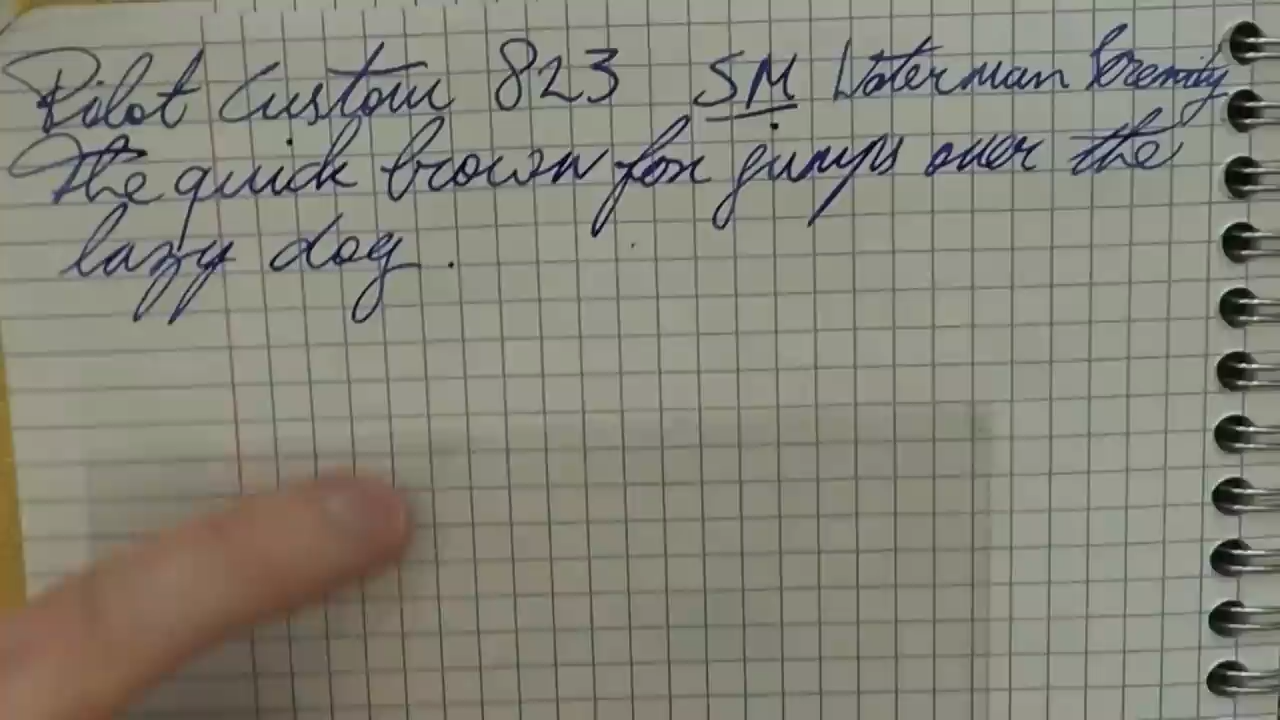 Pilot Custom 823 SM Waterman Serenity
The quick brown fox jumps over the
lazy dog.